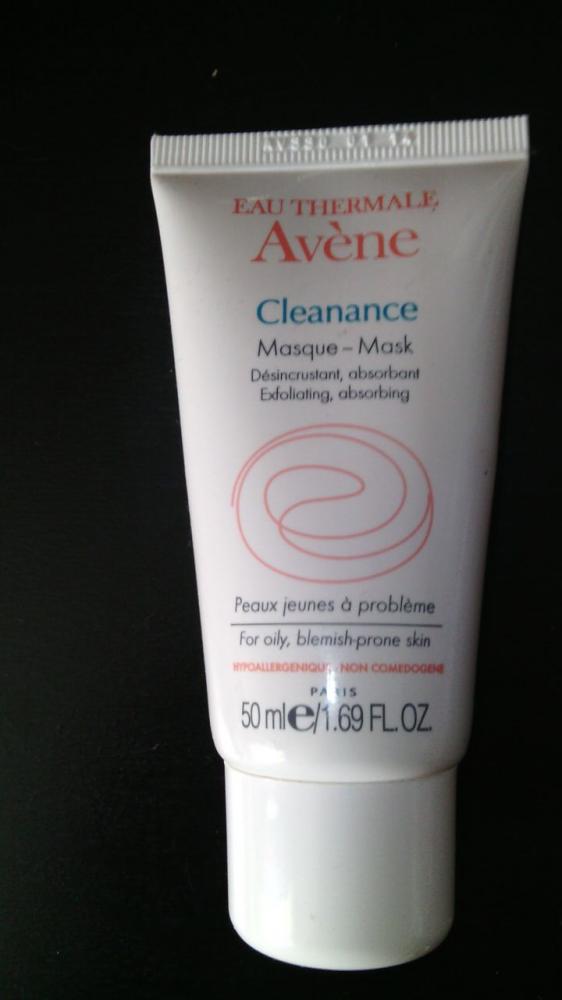 EAU THERMALE
Avène
Cleanance
Masque – Mask
Désincrustant, absorbant
Exfoliating, absorbing
Peaux jeunes à problème
For oily, blemish-prone skin
HYPOALLERGENIQUE - NON COMEDOGENE
PARIS
50 ml e/1.69 FL. OZ.